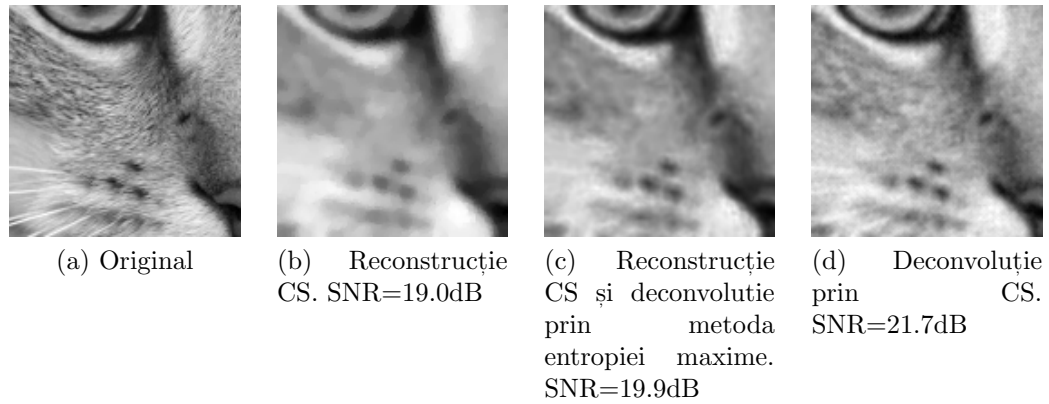 (a) Original
(b) Reconstrucție
CS. SNR=19.0dB
(c) Reconstrucție
CS și deconvolutie
prin metoda
entropiei maxime.
SNR=19.9dB
(d) Deconvoluție
prin CS.
SNR=21.7dB